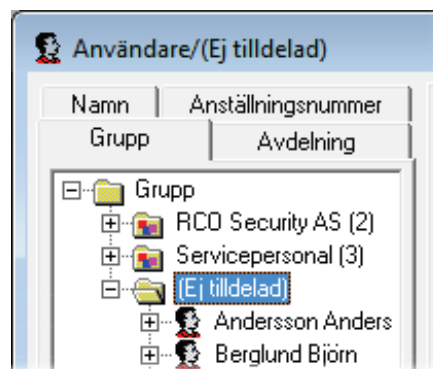 Användare/(Ej tilldelad)
Namn
Anställningsnummer
Grupp
Avdelning
Grupp
RCO Security AS (2)
Servicepersonal (3)
(Ej tilldelad)
Andersson Anders
Berglund Björn